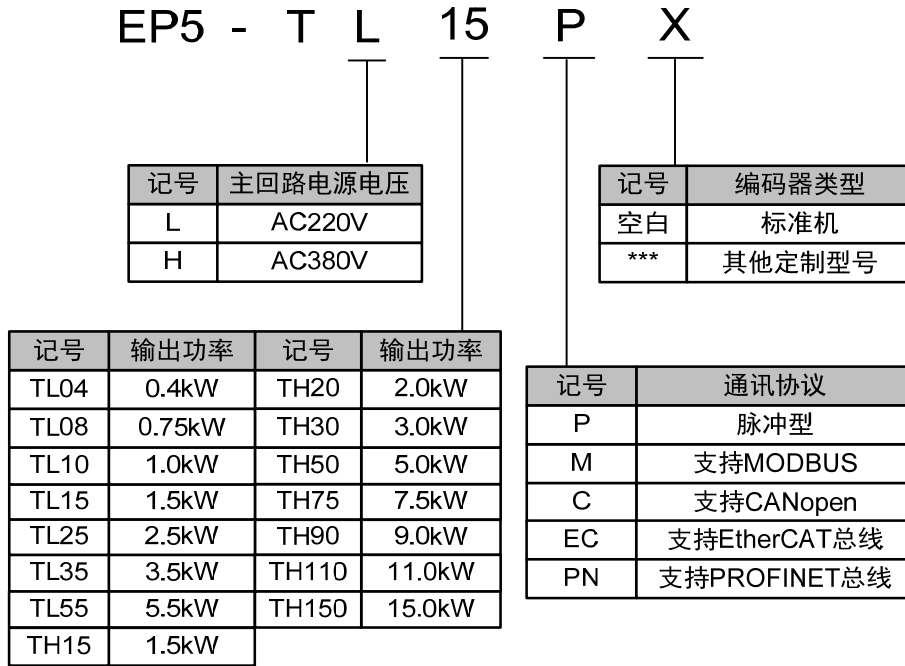 EP5 - T L 15 P X
记号 主回路电源电压
L AC220V
H AC380V
记号 编码器类型
空白 标准机
*** 其他定制型号
记号 输出功率 记号 输出功率
TL04 0.4kW TH20 2.0kW
TL08 0.75kW TH30 3.0kW
TL10 1.0kW TH50 5.0kW
TL15 1.5kW TH75 7.5kW
TL25 2.5kW TH90 9.0kW
TL35 3.5kW TH110 11.0kW
TL55 5.5kW TH150 15.0kW
TH15 1.5kW
记号 通讯协议
P 脉冲型
M 支持MODBUS
C 支持CANopen
EC 支持EtherCAT总线
PN 支持PROFINET总线